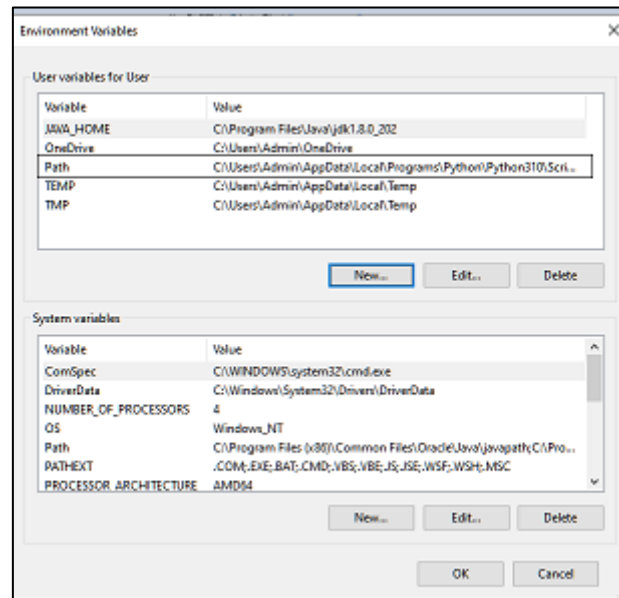 Environment Variables
User variables for User
Variable Value
JAVA_HOME C:\Program Files\Java\jdk1.8.0_202
OneDrive C:\Users\Admin\OneDrive
Path C:\Users\Admin\AppData\Local\Programs\Python\Python310\Scri...
TEMP C:\Users\Admin\AppData\Local\Temp
TMP C:\Users\Admin\AppData\Local\Temp
New... Edit... Delete
System variables
Variable Value
ComSpec C:\WINDOWS\system32\cmd.exe
DriverData C:\Windows\System32\Drivers\DriverData
NUMBER_OF_PROCESSORS 4
OS Windows_NT
Path C:\Program Files (x86)\Common Files\Oracle\Java\javapath;C:\Pro...
PATHEXT .COM;.EXE;.BAT;.CMD;.VBS;.VBE;.JS;.JSE;.WSF;.WSH;.MSC
PROCESSOR_ARCHITECTURE AMD64
New... Edit... Delete
OK Cancel